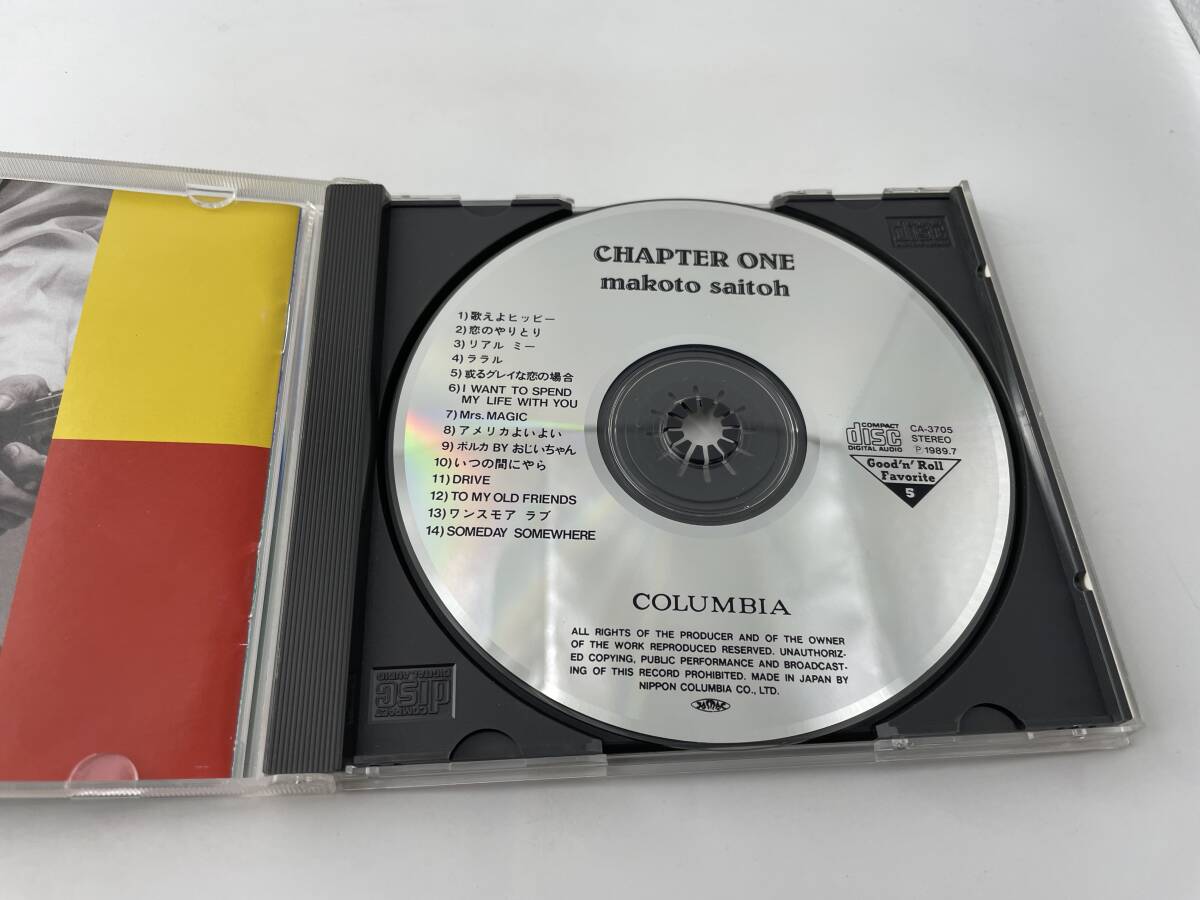 CHAPTER ONE
makoto saitoh
1) 歌えよヒッピー
2) 恋のやりとり
3) リアル ミー
4) ララル
5) 或るグレイな恋の場合
6) I WANT TO SPEND
MY LIFE WITH YOU
7) Mrs. MAGIC
8) アメリカよいよい
9) ポルカ BY おじいちゃん
10) いつの間にやら
11) DRIVE
12) TO MY OLD FRIENDS
13) ワンスモア ラブ
14) SOMEDAY SOMEWHERE
COMPACT
disc
DIGITAL AUDIO
CA-3705
STEREO
℗ 1989.7
Good'n' Roll
Favorite
5
COLUMBIA
ALL RIGHTS OF THE PRODUCER AND OF THE OWNER
OF THE WORK REPRODUCED RESERVED. UNAUTHORIZ-
ED COPYING, PUBLIC PERFORMANCE AND BROADCAST-
ING OF THIS RECORD PROHIBITED. MADE IN JAPAN BY
NIPPON COLUMBIA CO., LTD.
COMPACT
disc
DIGITAL AUDIO